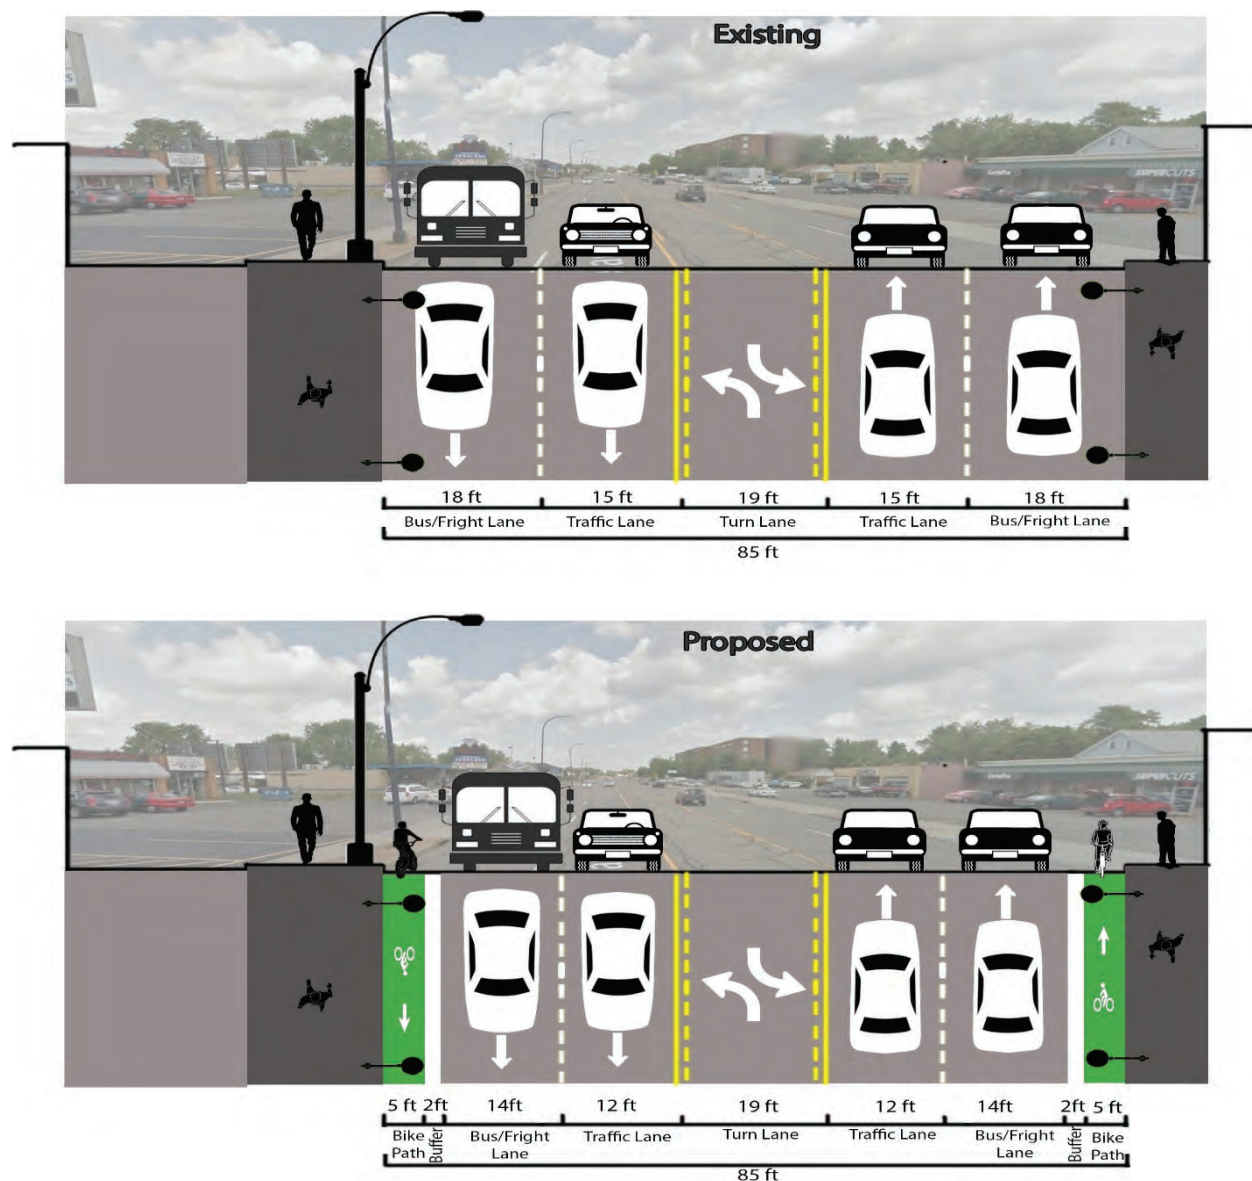 Existing
SUPERCUTS
18 ft 15 ft 19 ft 15 ft 18 ft
Bus/Fright Lane Traffic Lane Turn Lane Traffic Lane Bus/Fright Lane
85 ft
Proposed
SUPERCUTS
5 ft 2ft 14ft 12 ft 19 ft 12 ft 14ft 2ft 5 ft
Bike Path Buffer Bus/Fright Lane Traffic Lane Turn Lane Traffic Lane Bus/Fright Lane Buffer Bike Path
85 ft